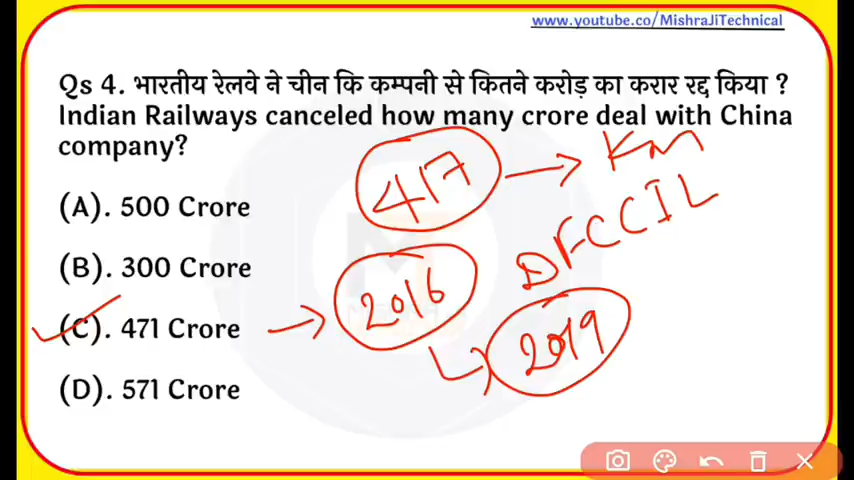 www.youtube.co/MishraJiTechnical
Qs 4. भारतीय रेलवे ने चीन कि कम्पनी से कितने करोड़ का करार रद्द किया ?
Indian Railways canceled how many crore deal with China
company?
417 → Km
(A). 500 Crore
DFCCIL
(B). 300 Crore
2016
(C). 471 Crore →
2019
(D). 571 Crore